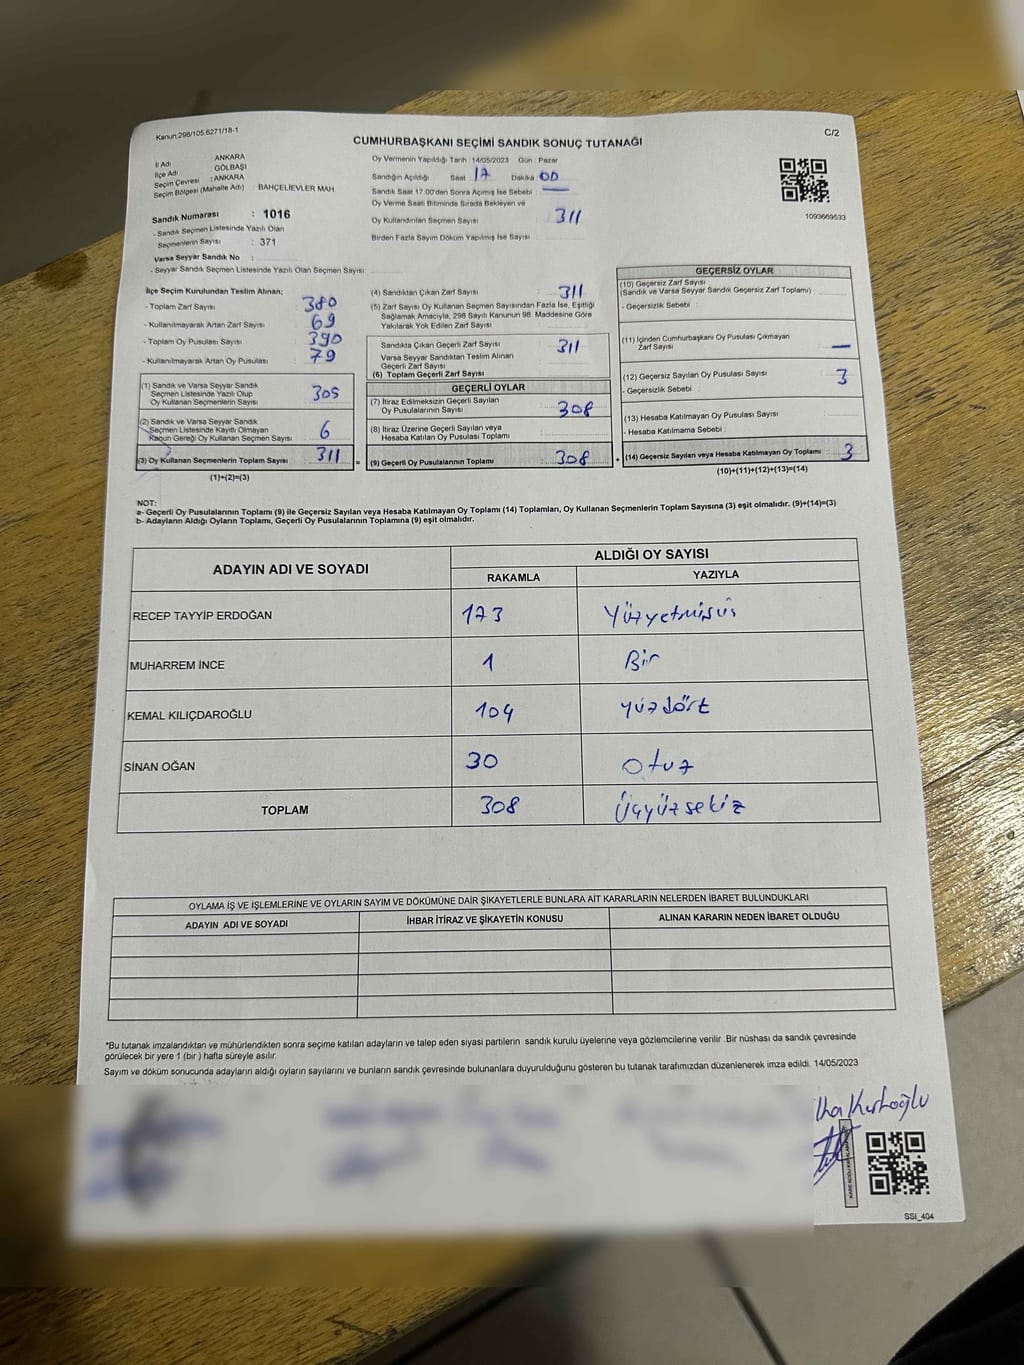 Kanun:298/105,6271/18-1
C/2
CUMHURBAŞKANI SEÇİMİ SANDIK SONUÇ TUTANAĞI
İl Adı : ANKARA
İlçe Adı : GÖLBAŞI
Seçim Çevresi : ANKARA
Seçim Bölgesi (Mahalle Adı) : BAHÇELİEVLER MAH.
Sandık Numarası : 1016
- Sandık Seçmen Listesinde Yazılı Olan
Seçmenlerin Sayısı : 371
Varsa Seyyar Sandık No :
- Seyyar Sandık Seçmen Listesinde Yazılı Olan Seçmen Sayısı:
Oy Vermenin Yapıldığı Tarih :14/05/2023 Gün : Pazar
Sandığın Açıldığı Saat : 17 Dakika : 00
Sandık Saat 17.00'den Sonra Açılmış İse Sebebi : —
Oy Verme Saati Bitiminde Sırada Bekleyen ve
Oy Kullandırılan Seçmen Sayısı : 311
Birden Fazla Sayım Döküm Yapılmış İse Sayısı :
1093669533
İlçe Seçim Kurulundan Teslim Alınan;
- Toplam Zarf Sayısı : 380
- Kullanılmayarak Artan Zarf Sayısı : 69
- Toplam Oy Pusulası Sayısı : 390
- Kullanılmayarak Artan Oy Pusulası : 79
(1) Sandık ve Varsa Seyyar Sandık
Seçmen Listesinde Yazılı Olup
Oy Kullanan Seçmenlerin Sayısı : 305
(2) Sandık ve Varsa Seyyar Sandık
Seçmen Listesinde Kayıtlı Olmayan
Kanun Gereği Oy Kullanan Seçmen Sayısı : 6
(3) Oy Kullanan Seçmenlerin Toplam Sayısı : 311
(1)+(2)=(3)
(4) Sandıktan Çıkan Zarf Sayısı : 311
(5) Zarf Sayısı Oy Kullanan Seçmen Sayısından Fazla İse, Eşitliği
Sağlamak Amacıyla, 298 Sayılı Kanunun 98. Maddesine Göre
Yakılarak Yok Edilen Zarf Sayısı :
Sandıkta Çıkan Geçerli Zarf Sayısı : 311
Varsa Seyyar Sandıktan Teslim Alınan
Geçerli Zarf Sayısı :
(6) Toplam Geçerli Zarf Sayısı :
GEÇERLİ OYLAR
(7) İtiraz Edilmeksizin Geçerli Sayılan
Oy Pusulalarının Sayısı : 308
(8) İtiraz Üzerine Geçerli Sayılan veya
Hesaba Katılan Oy Pusulası Toplamı :
(9) Geçerli Oy Pusulalarının Toplamı : 308
GEÇERSİZ OYLAR
(10) Geçersiz Zarf Sayısı
(Sandık ve Varsa Seyyar Sandık Geçersiz Zarf Toplamı) :
- Geçersizlik Sebebi :
(11) İçinden Cumhurbaşkanı Oy Pusulası Çıkmayan
Zarf Sayısı : —
(12) Geçersiz Sayılan Oy Pusulası Sayısı : 3
- Geçersizlik Sebebi :
(13) Hesaba Katılmayan Oy Pusulası Sayısı :
- Hesaba Katılmama Sebebi :
(14) Geçersiz Sayılan veya Hesaba Katılmayan Oy Toplamı : 3
(10)+(11)+(12)+(13)=(14)
NOT:
a- Geçerli Oy Pusulalarının Toplamı (9) ile Geçersiz Sayılan veya Hesaba Katılmayan Oy Toplamı (14) Toplamları, Oy Kullanan Seçmenlerin Toplam Sayısına (3) eşit olmalıdır. (9)+(14)=(3)
b- Adayların Aldığı Oyların Toplamı, Geçerli Oy Pusulalarının Toplamına (9) eşit olmalıdır.
ADAYIN ADI VE SOYADI
ALDIĞI OY SAYISI
RAKAMLA YAZIYLA
RECEP TAYYİP ERDOĞAN 173 Yüzyetmişüş
MUHARREM İNCE 1 Bir
KEMAL KILIÇDAROĞLU 104 yüzdört
SİNAN OĞAN 30 Otuz
TOPLAM 308 Üçyüzsekiz
OYLAMA İŞ VE İŞLEMLERİNE VE OYLARIN SAYIM VE DÖKÜMÜNE DAİR ŞİKAYETLERLE BUNLARA AİT KARARLARIN NELERDEN İBARET BULUNDUKLARI
ADAYIN ADI VE SOYADI İHBAR İTİRAZ VE ŞİKAYETİN KONUSU ALINAN KARARIN NEDEN İBARET OLDUĞU
*Bu tutanak imzalandıktan ve mühürlendikten sonra seçime katılan adayların ve talep eden siyasi partilerin sandık kurulu üyelerine veya gözlemcilerine verilir. Bir nüshası da sandık çevresinde
görülecek bir yere 1 (bir) hafta süreyle asılır.
Sayım ve döküm sonucunda adayların aldığı oyların sayılarını ve bunların sandık çevresinde bulunanlara duyurulduğunu gösteren bu tutanak tarafımızdan düzenlenerek imza edildi. 14/05/2023
SSİ_404